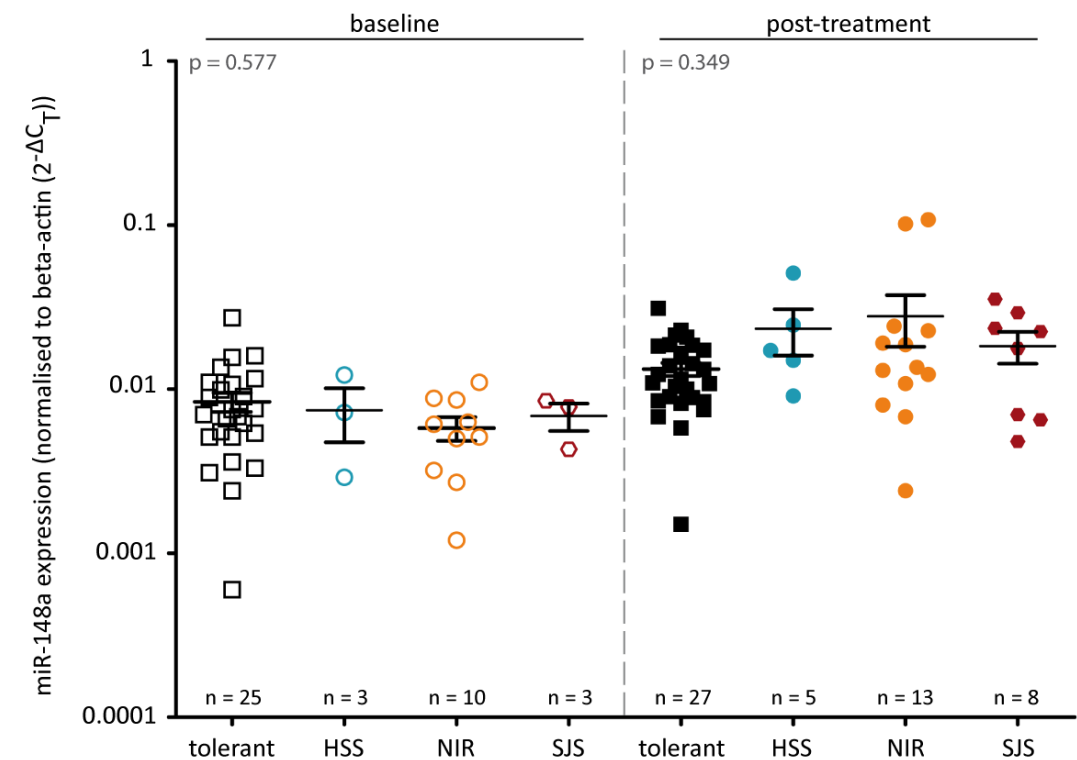 baseline
post-treatment
p = 0.577
p = 0.349
miR-148a expression (normalised to beta-actin (2-ΔCT))
1
0.1
0.01
0.001
0.0001
n = 25
n = 3
n = 10
n = 3
n = 27
n = 5
n = 13
n = 8
tolerant
HSS
NIR
SJS
tolerant
HSS
NIR
SJS